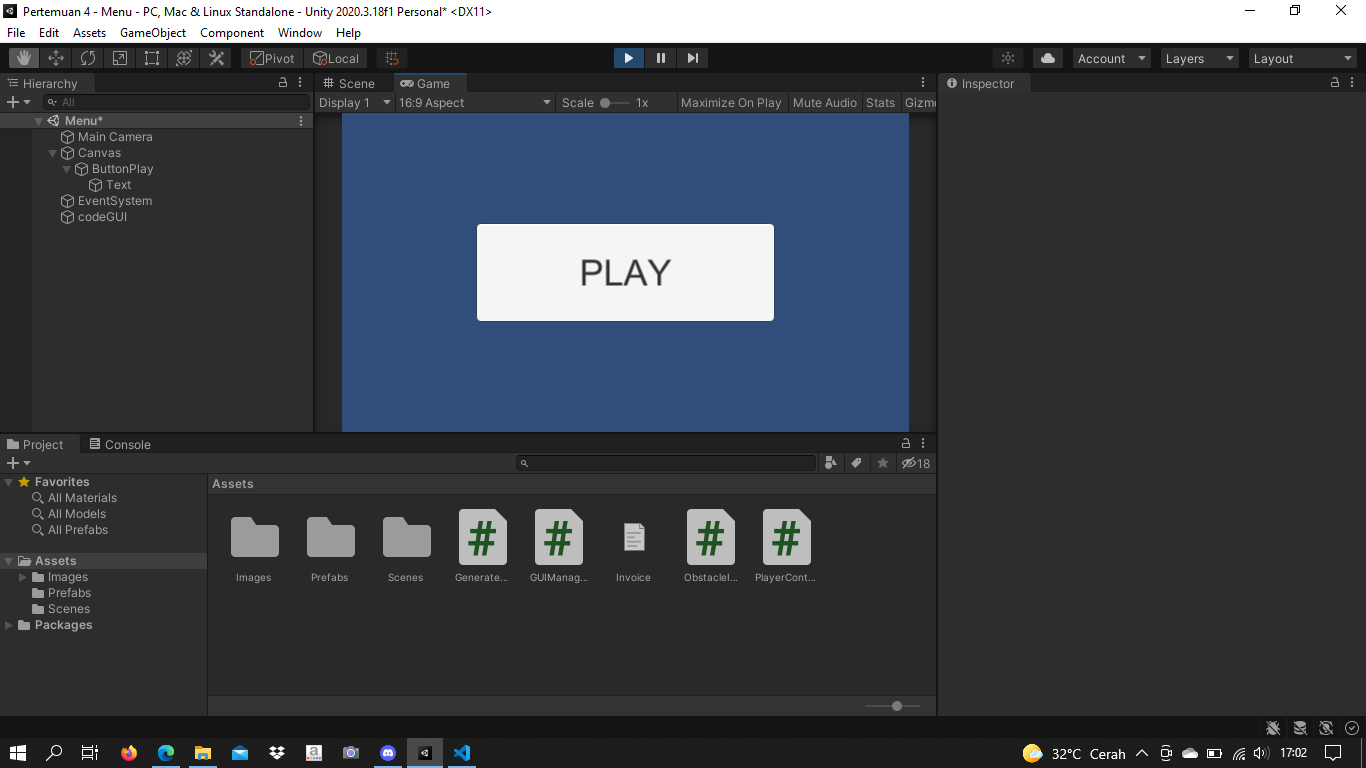 Pertemuan 4 - Menu - PC, Mac & Linux Standalone - Unity 2020.3.18f1 Personal* <DX11>
File Edit Assets GameObject Component Window Help
Pivot Local Account Layers Layout
Hierarchy Scene Game Inspector
All Display 1 16:9 Aspect Scale 1x Maximize On Play Mute Audio Stats Gizm
Menu*
Main Camera
Canvas
ButtonPlay
Text
EventSystem
codeGUI
PLAY
Project Console
18
Favorites
All Materials
All Models
All Prefabs
Assets
Images
Prefabs
Scenes
Packages
Assets
Images Prefabs Scenes Generate... GUIManag... Invoice ObstacleI... PlayerCont...
32°C Cerah 17:02